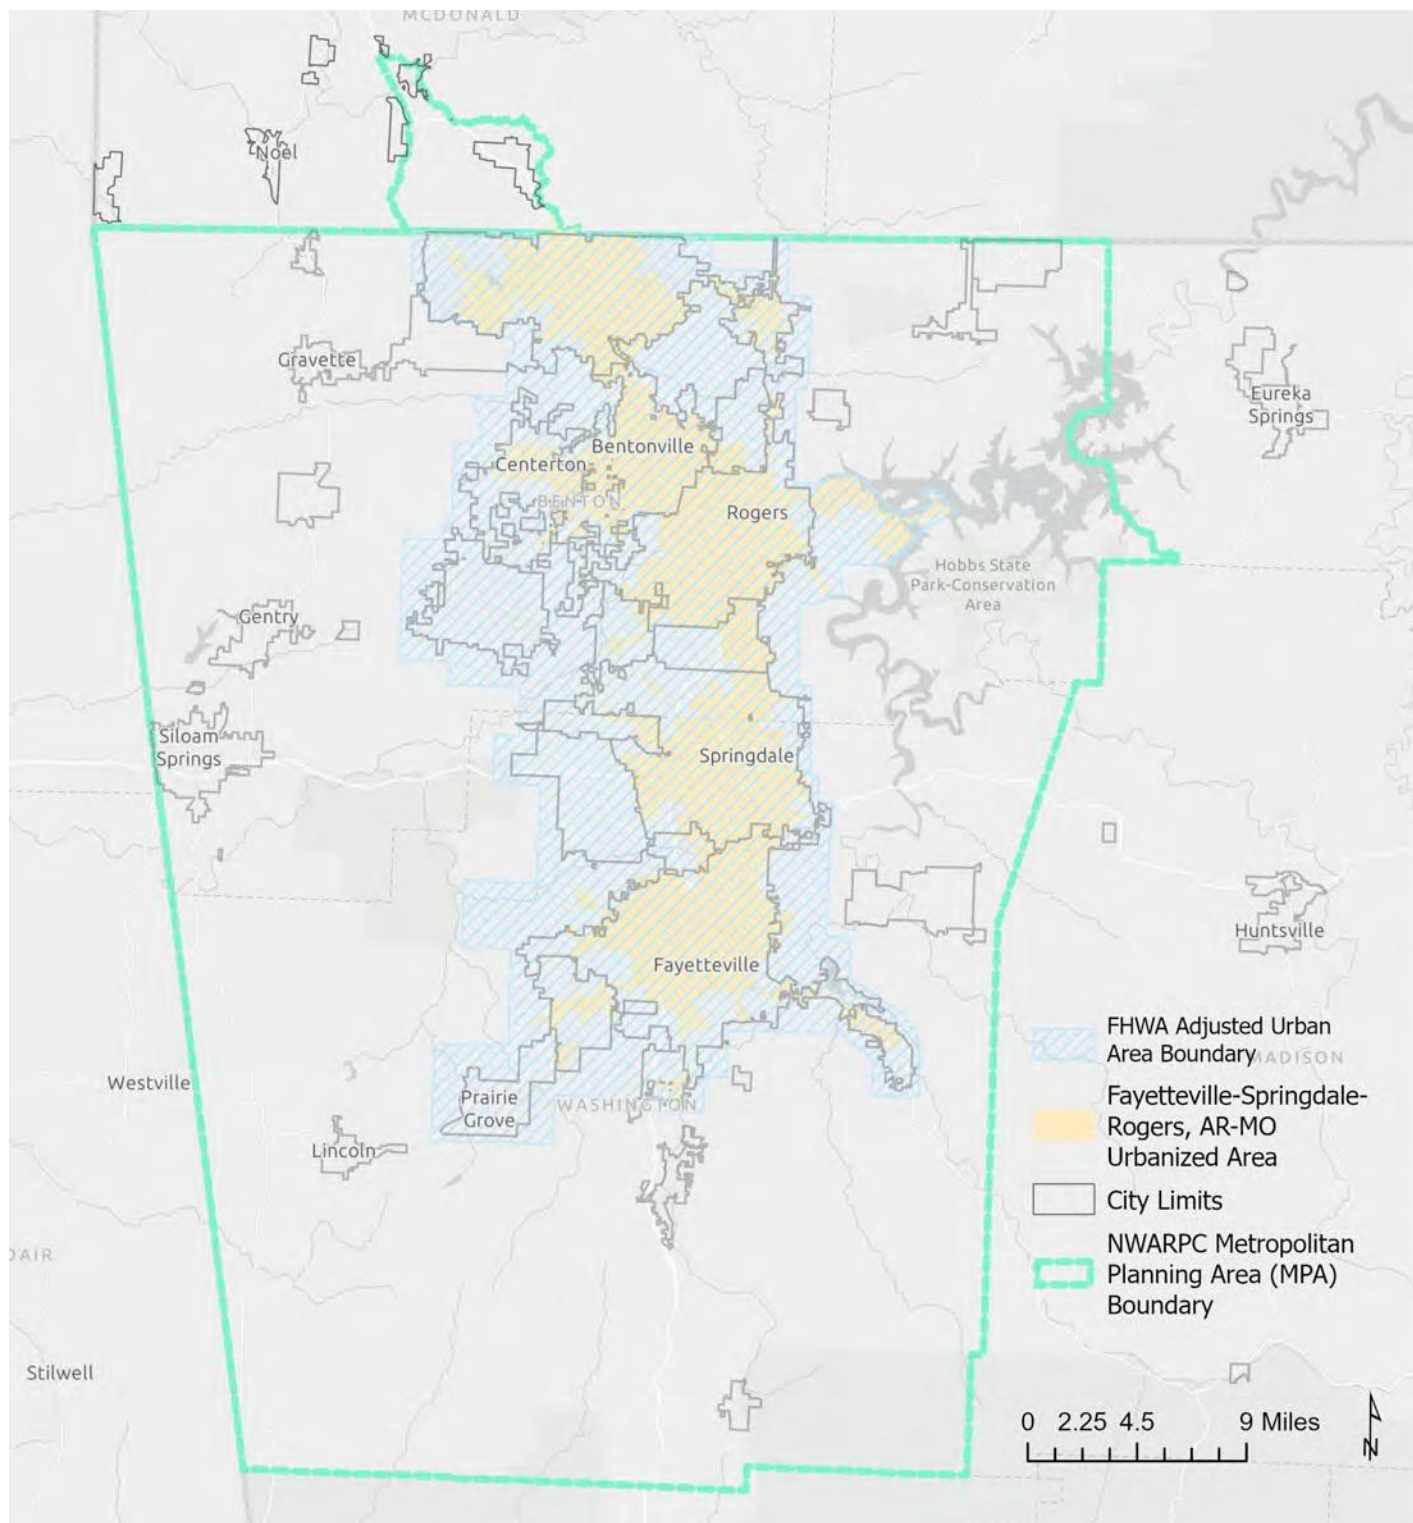 MCDONALD
Noel
Gravette
Eureka
Springs
Bentonville
Centerton
BENTON
Rogers
Hobbs State
Park-Conservation
Area
Gentry
Siloam
Springs
Springdale
Huntsville
Fayetteville
FHWA Adjusted Urban
Area Boundary
MADISON
Westville
Prairie
Grove
WASHINGTON
Fayetteville-Springdale-
Rogers, AR-MO
Urbanized Area
Lincoln
City Limits
NWARPC Metropolitan
Planning Area (MPA)
Boundary
DAIR
Stilwell
0 2.25 4.5 9 Miles
N